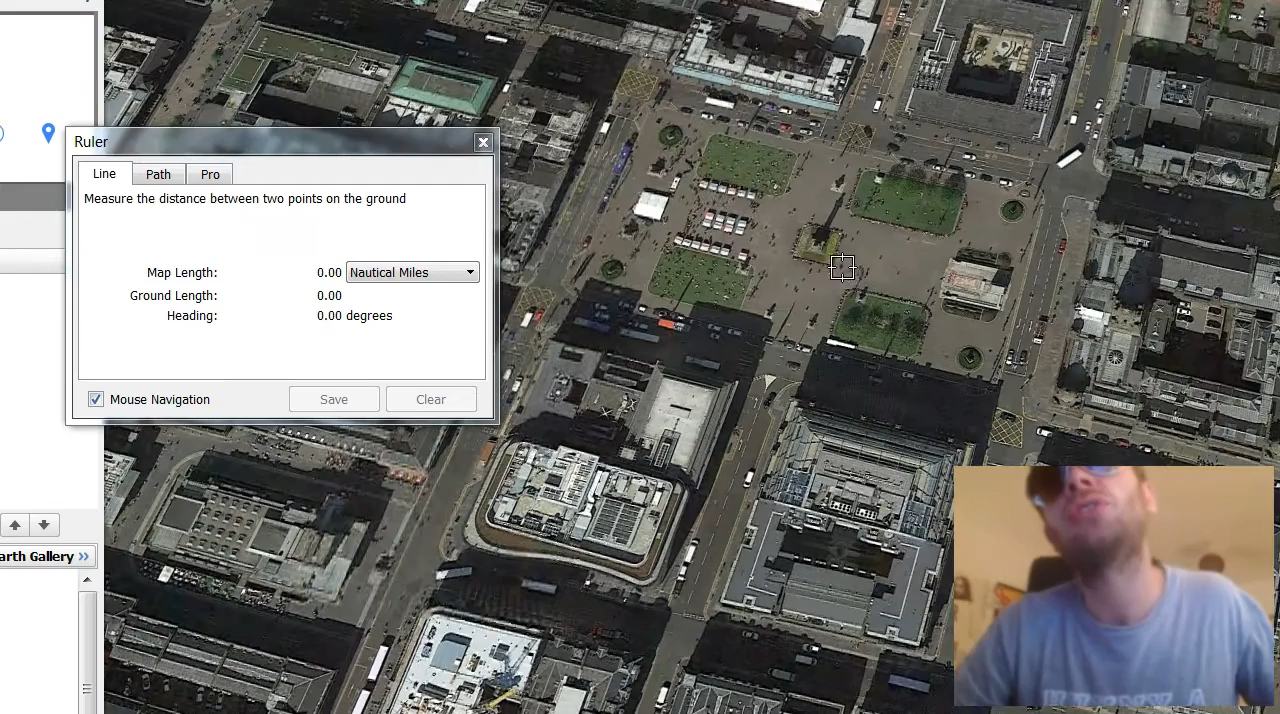 Ruler
Line Path Pro
Measure the distance between two points on the ground
Map Length: 0.00 Nautical Miles
Ground Length: 0.00
Heading: 0.00 degrees
Mouse Navigation Save Clear
arth Gallery »